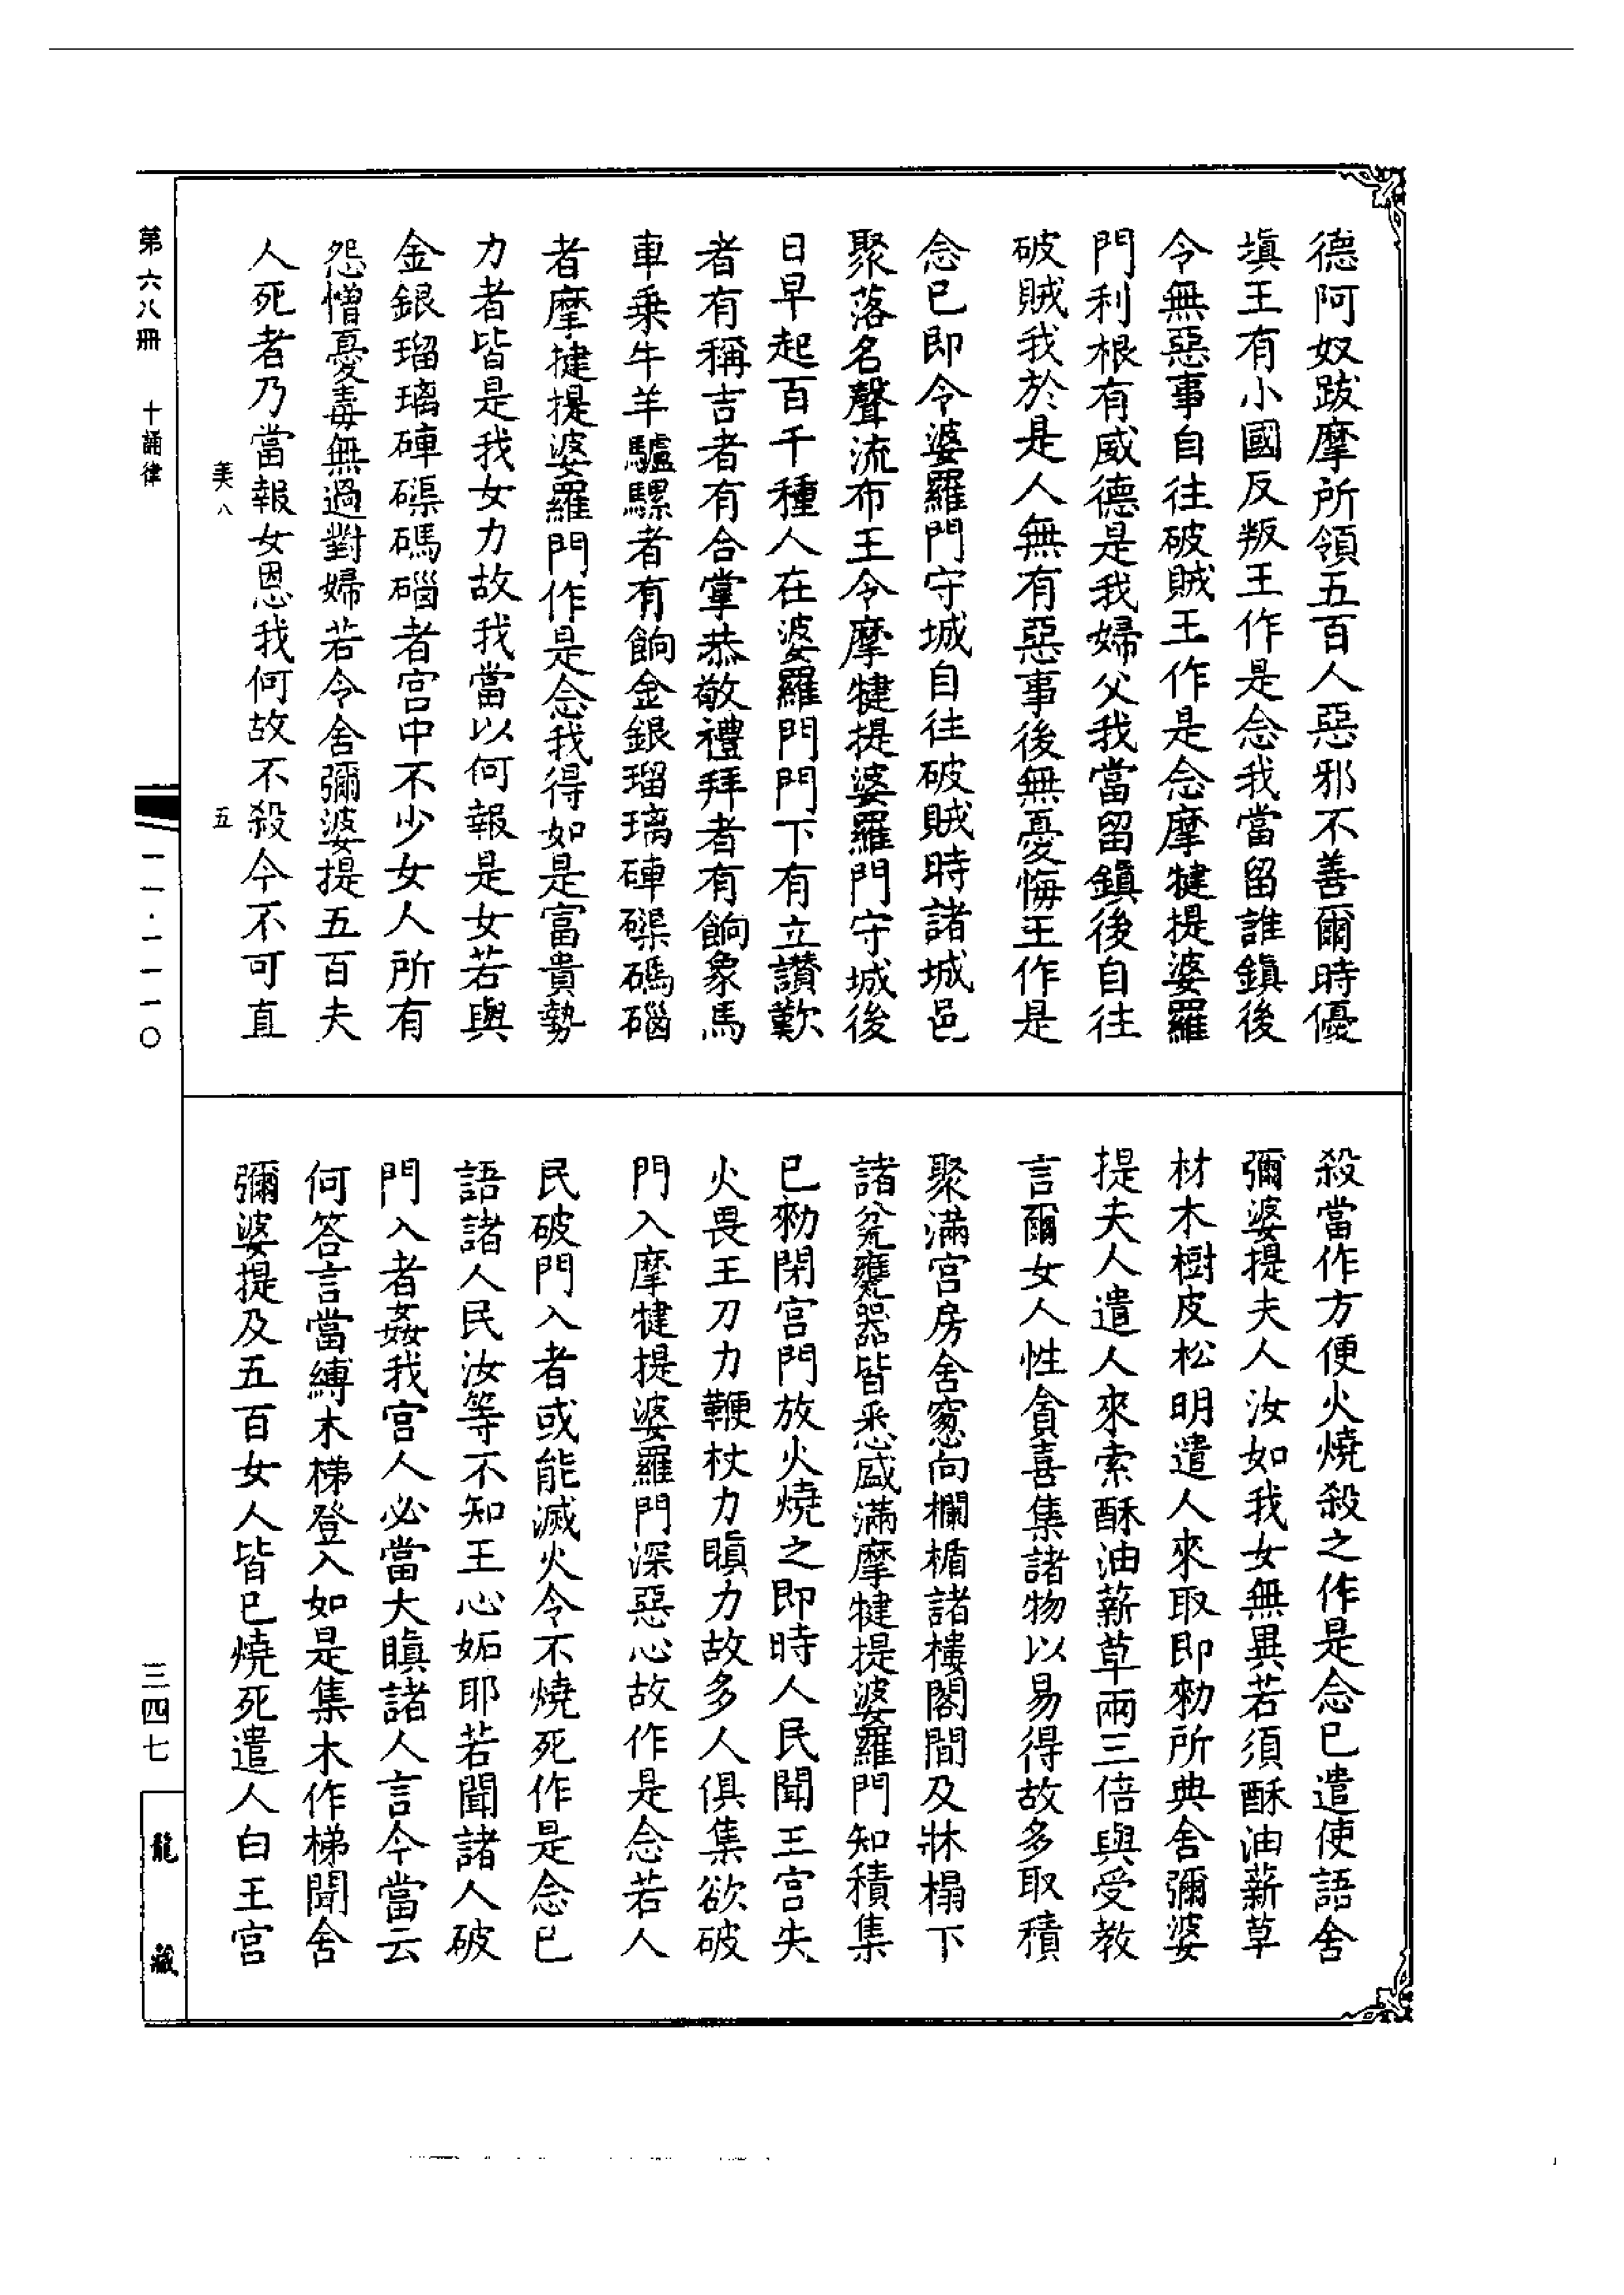 德阿奴跋摩所領五百人惡邪不善爾時優
填王有小國反叛王作是念我當留誰鎭後
令無惡事自往破賊王作是念摩犍提婆羅
門利根有威德是我婦父我當留鎭後自往
破賊我於是人無有惡事後無憂悔王作是
念已即令婆羅門守城自往破賊時諸城邑
聚落名聲流布王令摩犍提婆羅門守城後
日早起百千種人在婆羅門門下有立讃歎
者有稱吉者有合掌恭敬禮拜者有餉象馬
車乗牛羊驢騾者有餉金銀瑠璃硨磲碼碯
者摩揵提婆羅門作是念我得如是富貴勢
力者皆是我女力故我當以何報是女若與
金銀瑠璃硨磲碼碯者宮中不少女人所有
怨憎憂毒無過對婦若令舍彌婆提五百夫
人死者乃當報女恩我何故不殺今不可直
美八
五
殺當作方便火燒殺之作是念已遣使語舍
彌婆提夫人汝如我女無異若須酥油薪草
材木樹皮松明遣人來取即勑所典舍彌婆
提夫人遣人來索酥油薪草兩三倍與受教
言爾女人性貪喜集諸物以易得故多取積
聚滿宮房舍窻向欄楯諸樓閣間及牀榻下
諸瓮甕器皆悉盛滿摩犍提婆羅門知積集
已勑閉宮門放火燒之即時人民聞王宮失
火畏王刀力鞭杖力瞋力故多人俱集欲破
門入摩犍提婆羅門深惡心故作是念若人
民破門入者或能滅火令不燒死作是念已
語諸人民汝等不知王心妬耶若聞諸人破
門入者姦我宮人必當大瞋諸人言今當云
何答言當縛木梯登入如是集木作梯聞舍
彌婆提及五百女人皆已燒死遣人白王宮
第六八冊 十誦律
一一·一一一〇
三四七
龍藏